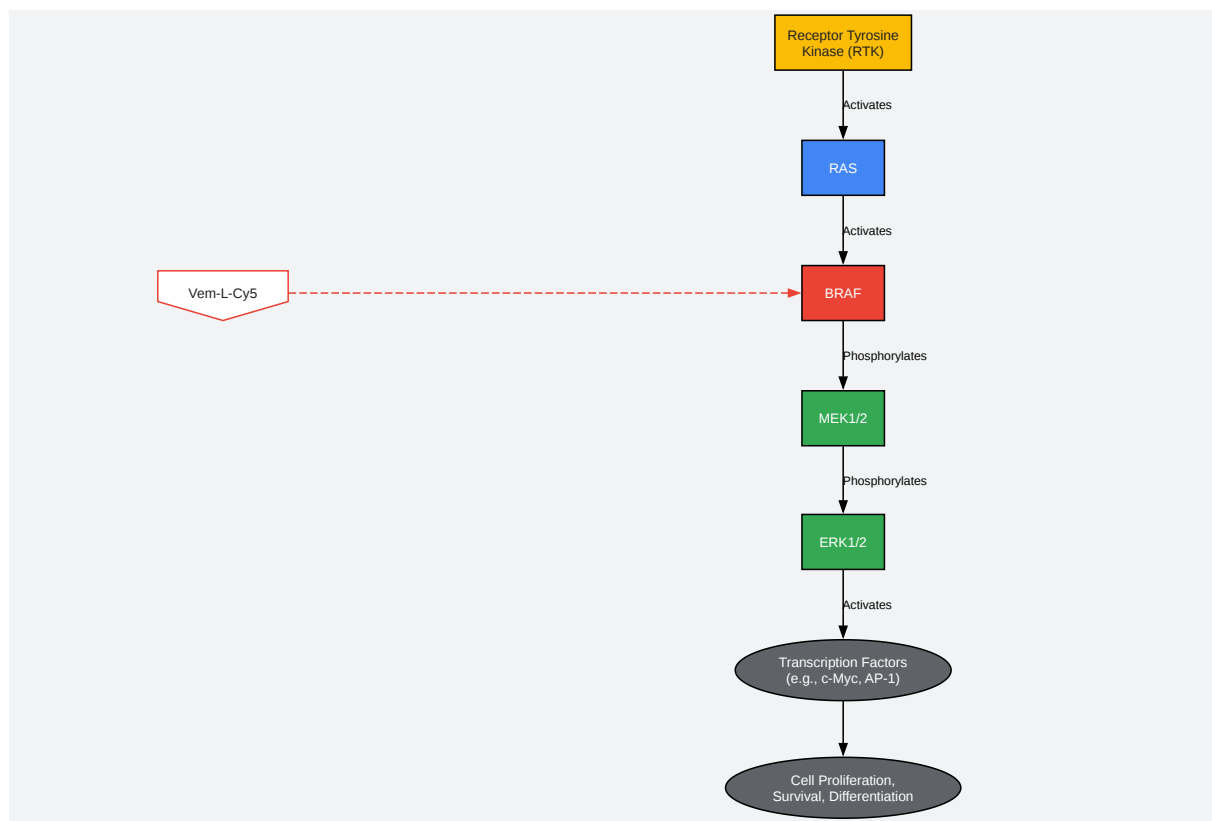 Receptor Tyrosine
Kinase (RTK)
Activates
RAS
Activates
Vem-L-Cy5
BRAF
Phosphorylates
MEK1/2
Phosphorylates
ERK1/2
Activates
Transcription Factors
(e.g., c-Myc, AP-1)
Cell Proliferation,
Survival, Differentiation